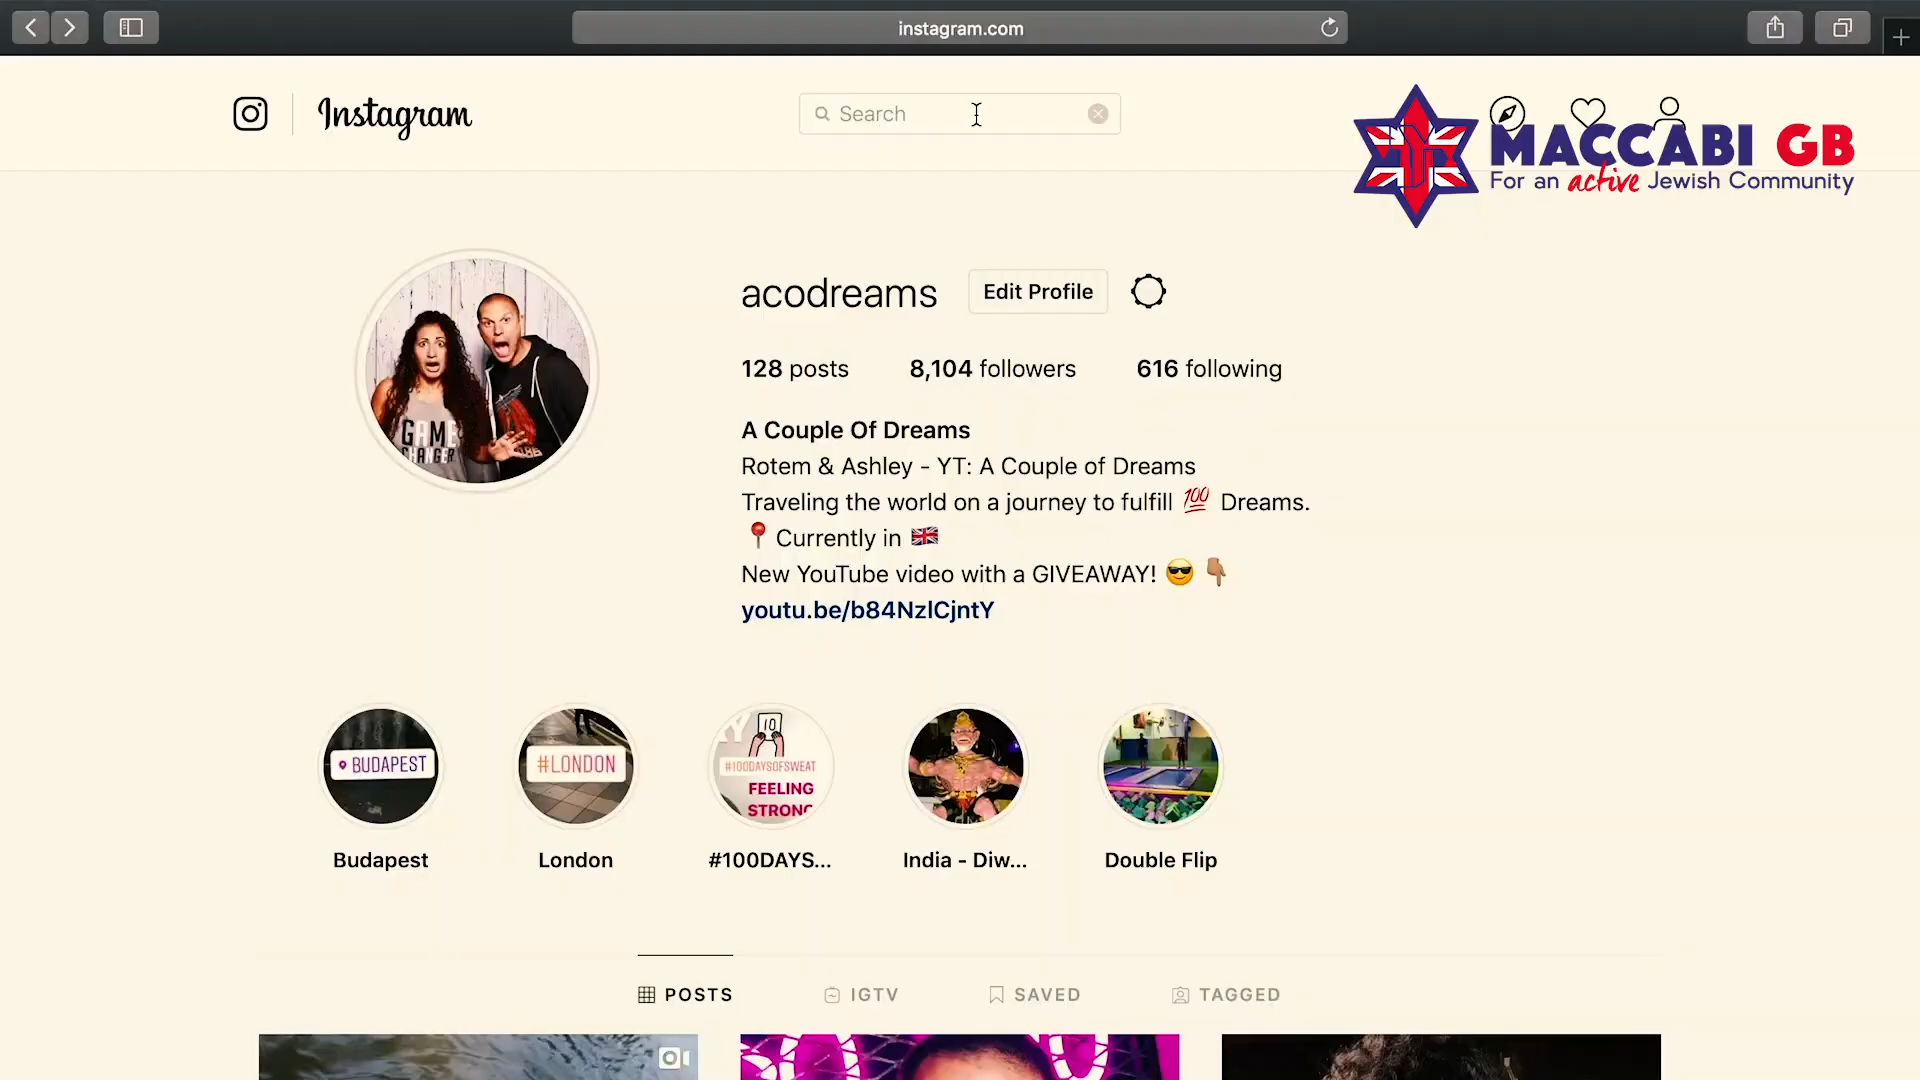 instagram.com
Instagram
Search
MACCABI GB
For an active Jewish Community
acodreams
Edit Profile
128 posts 8,104 followers 616 following
A Couple Of Dreams
Rotem & Ashley - YT: A Couple of Dreams
Traveling the world on a journey to fulfill 💯 Dreams.
📍 Currently in 🇬🇧
New YouTube video with a GIVEAWAY! 😎 👇🏽
youtu.be/b84NzlCjntY
GAME
CHANGER
BUDAPEST
#LONDON
10
#100DAYSOFSWEAT
FEELING
STRONG
Budapest
London
#100DAYS...
India - Diw...
Double Flip
POSTS
IGTV
SAVED
TAGGED